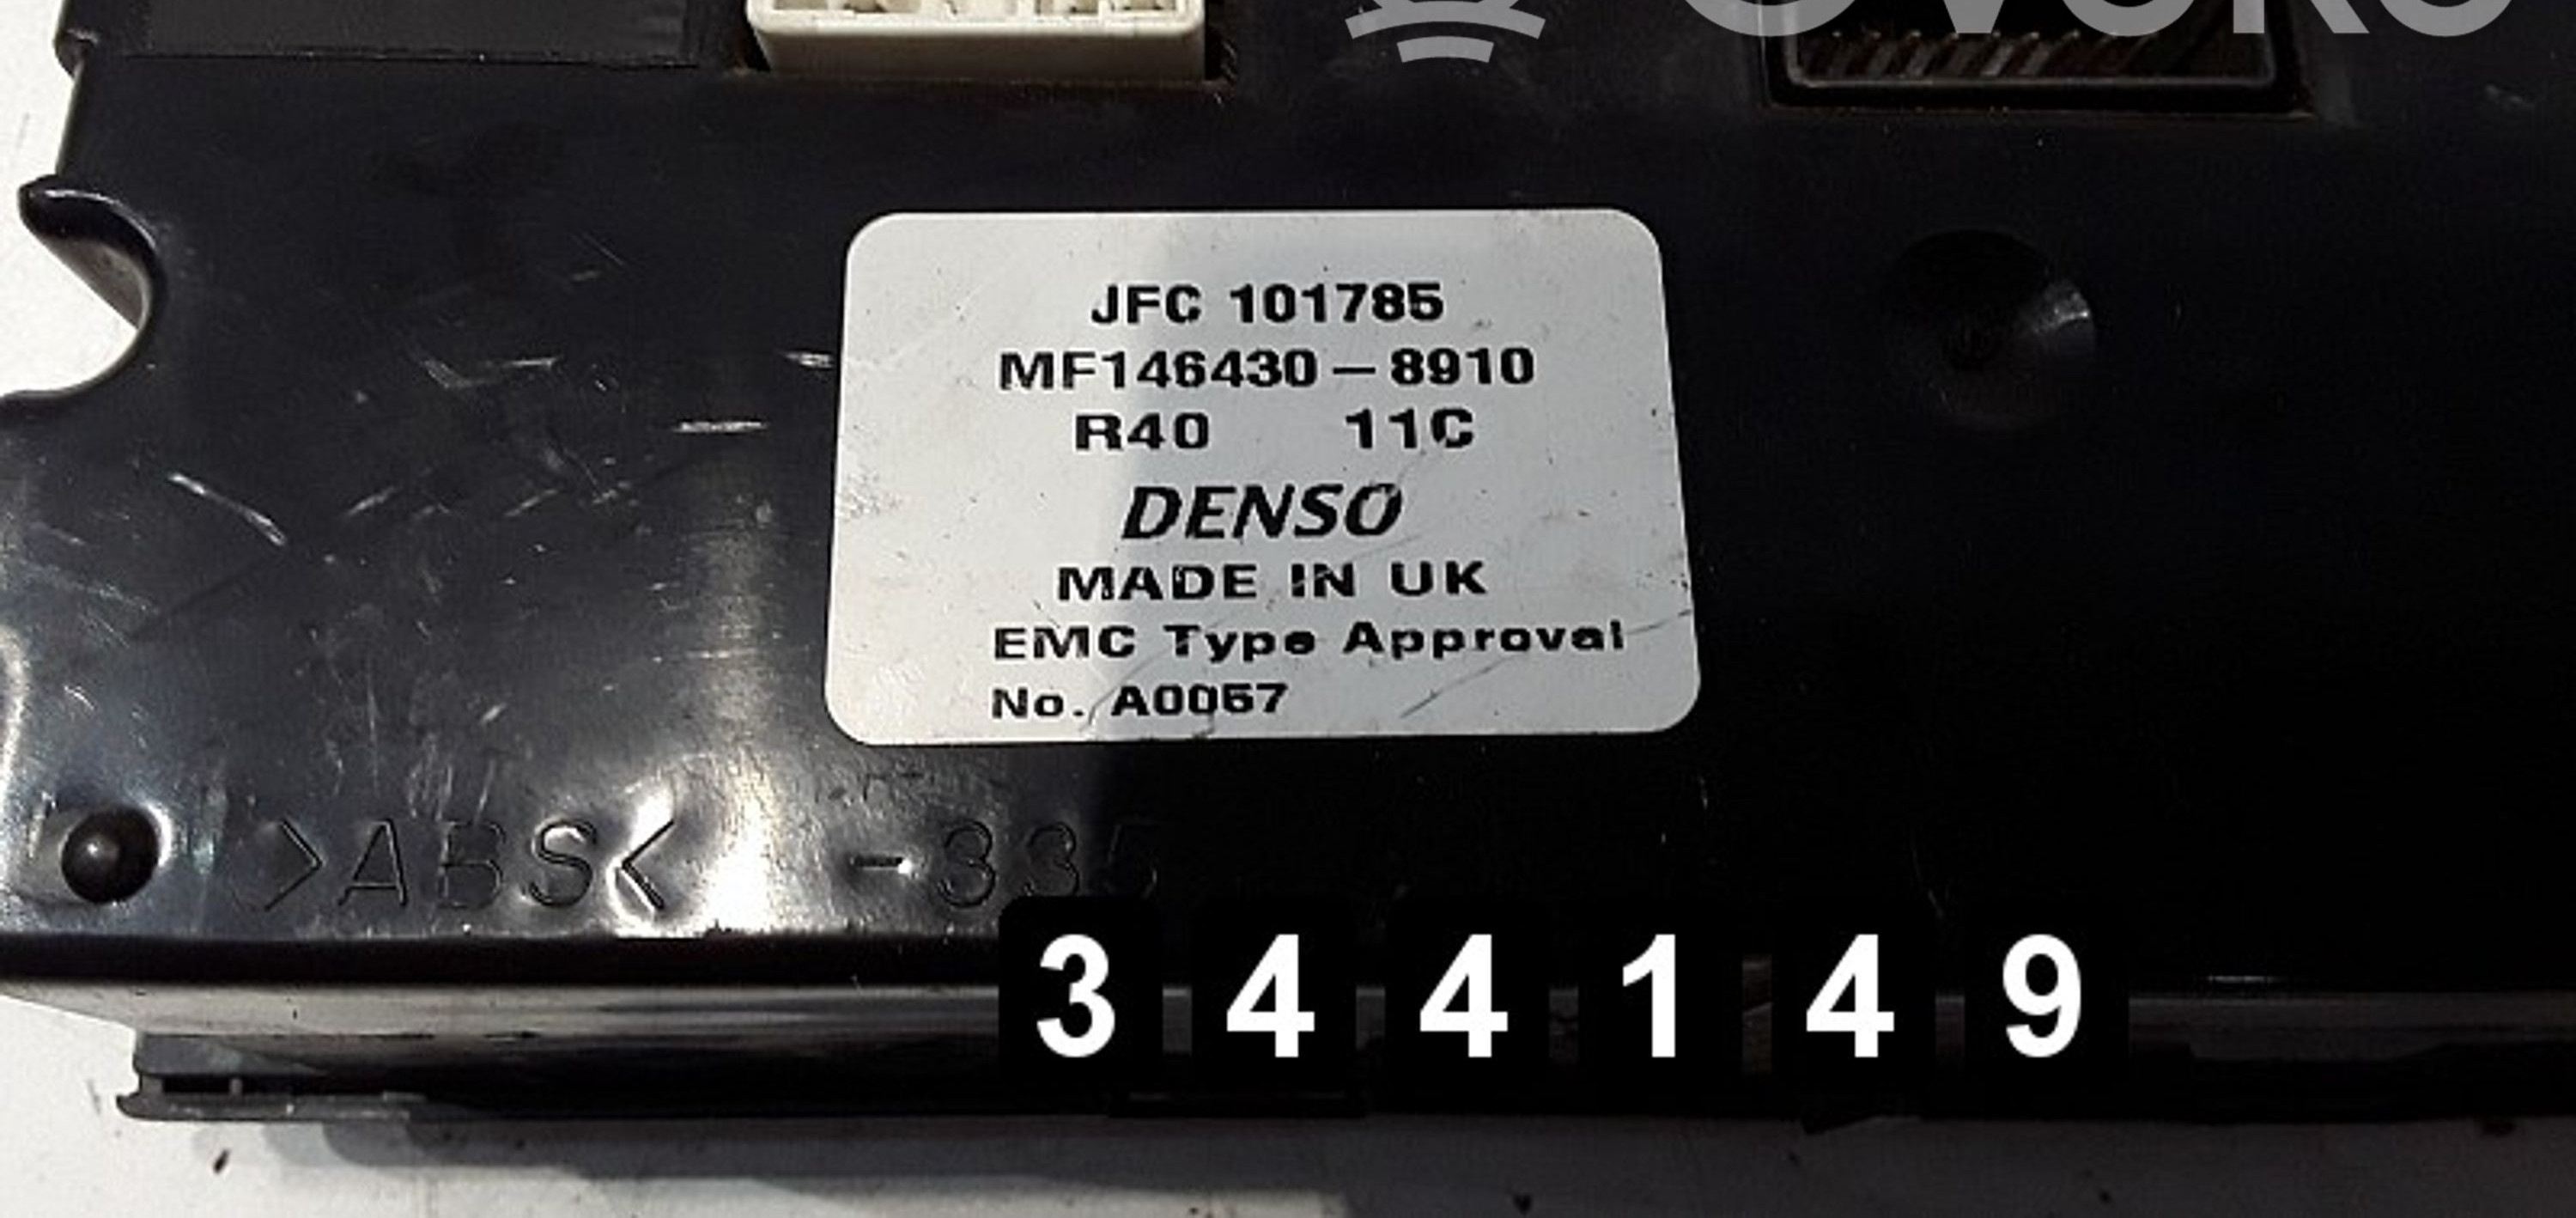 JFC 101785
MF146430-8910
R40 11C
DENSO
MADE IN UK
EMC Type Approval
No. A0057
>ABS< -335
3 4 4 1 4 9